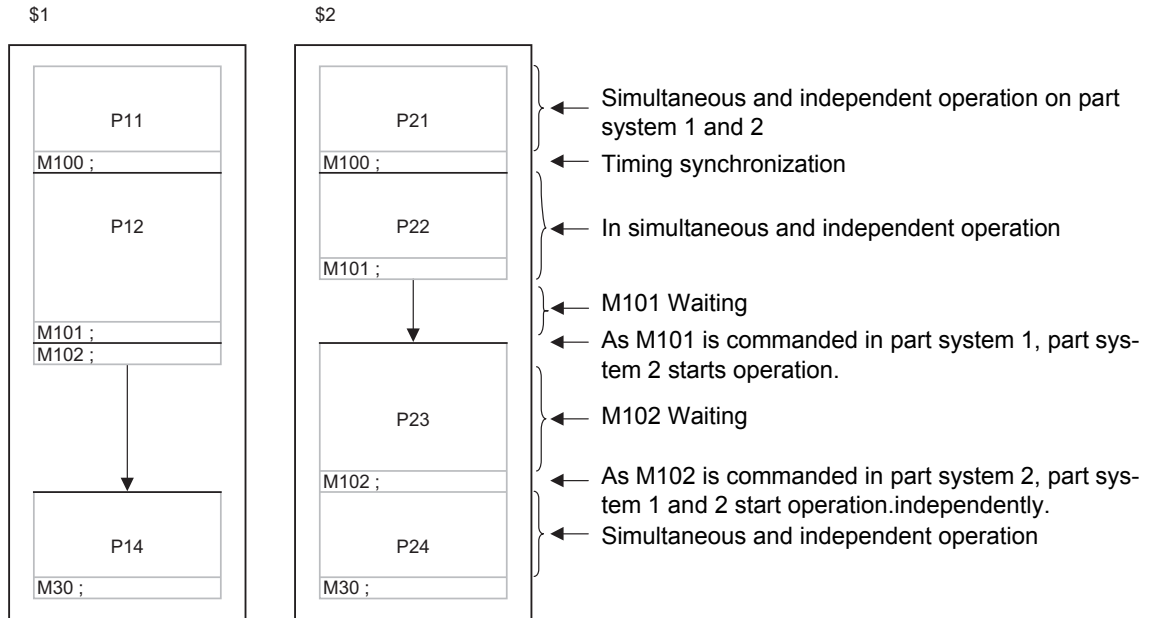 $1 $2
P11 P21
Simultaneous and independent operation on part
system 1 and 2
M100 ; M100 ;
Timing synchronization
P12 P22
In simultaneous and independent operation
M101 ;
M101 Waiting
M101 ;
As M101 is commanded in part system 1, part sys-
tem 2 starts operation.
M102 ;
P23
M102 Waiting
M102 ;
As M102 is commanded in part system 2, part sys-
tem 1 and 2 start operation.independently.
P14 P24
Simultaneous and independent operation
M30 ; M30 ;